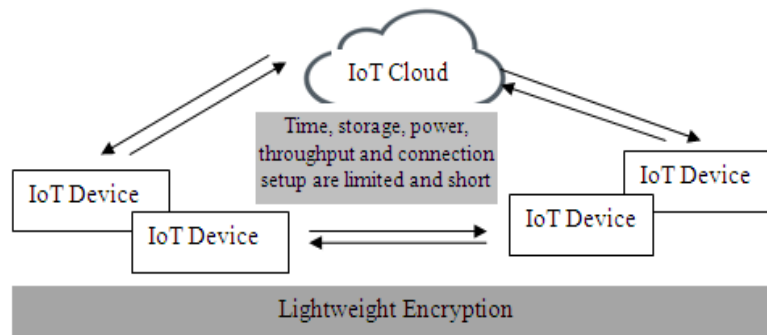 IoT Cloud
Time, storage, power,
throughput and connection
setup are limited and short
IoT Device
IoT Device
IoT Device
IoT Device
Lightweight Encryption